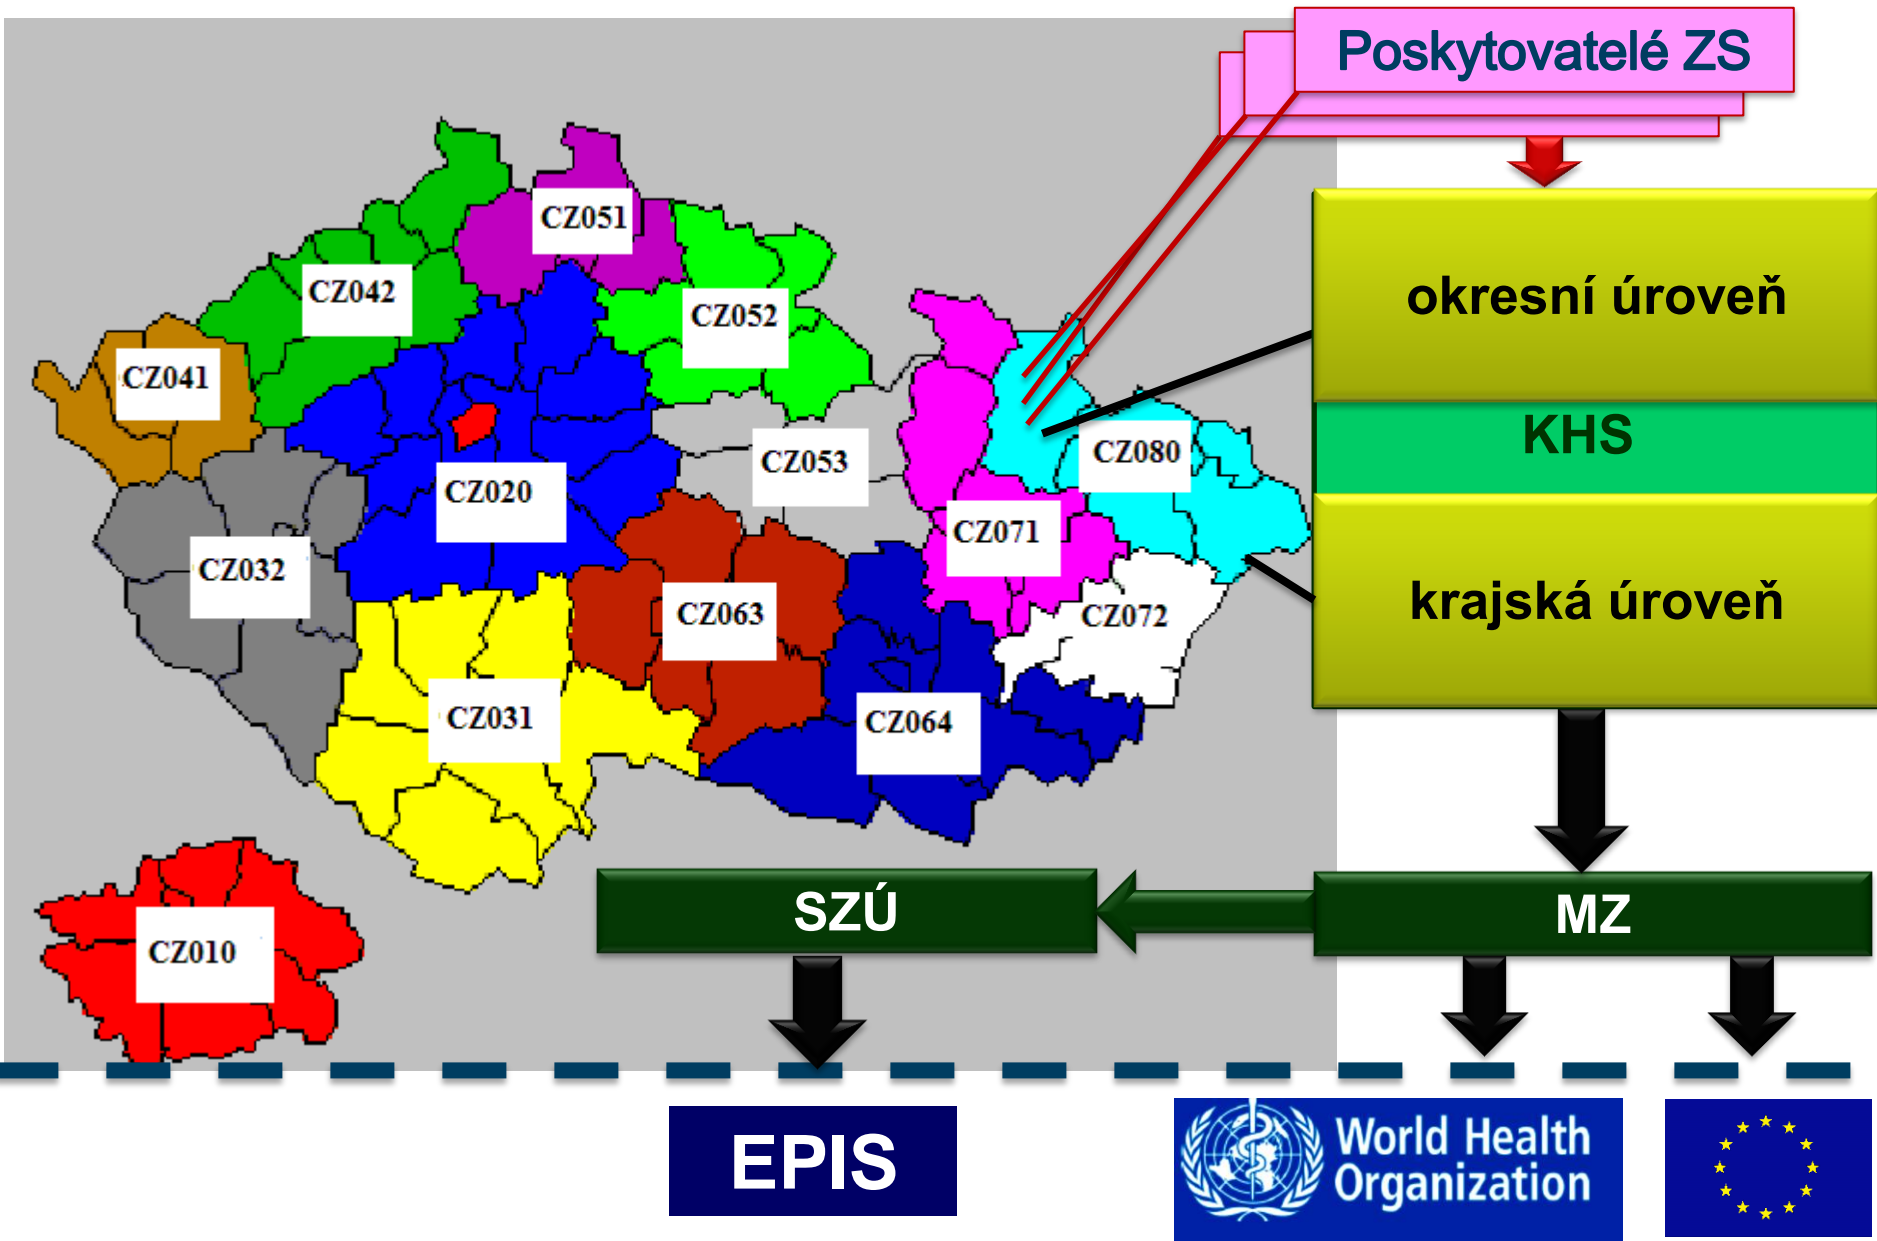 Poskytovatelé ZS
okresní úroveň
KHS
krajská úroveň
CZ051
CZ042
CZ052
CZ041
CZ053
CZ080
CZ020
CZ071
CZ032
CZ063
CZ072
CZ031
CZ064
CZ010
SZÚ
MZ
EPIS
World Health
Organization